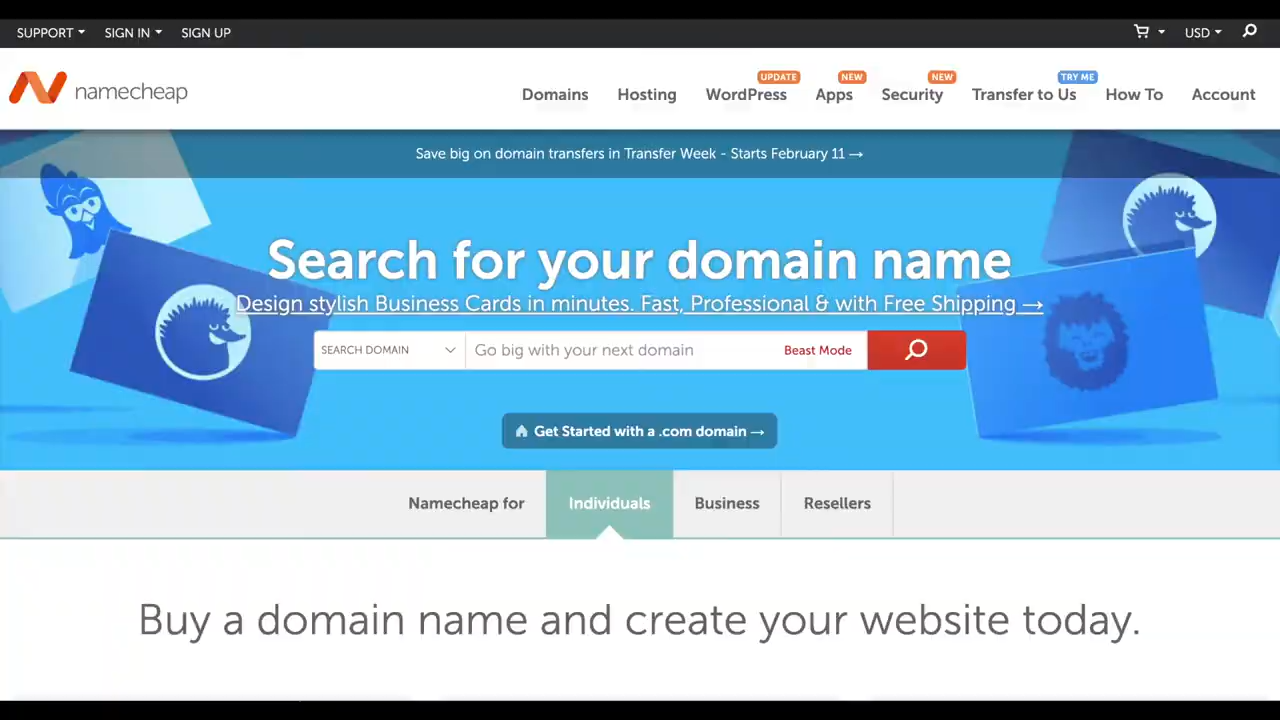 SUPPORT SIGN IN SIGN UP USD
UPDATE NEW NEW TRY ME
namecheap Domains Hosting WordPress Apps Security Transfer to Us How To Account
Save big on domain transfers in Transfer Week - Starts February 11 →
Search for your domain name
Design stylish Business Cards in minutes. Fast, Professional & with Free Shipping →
SEARCH DOMAIN Go big with your next domain Beast Mode
Get Started with a .com domain →
Namecheap for Individuals Business Resellers
Buy a domain name and create your website today.